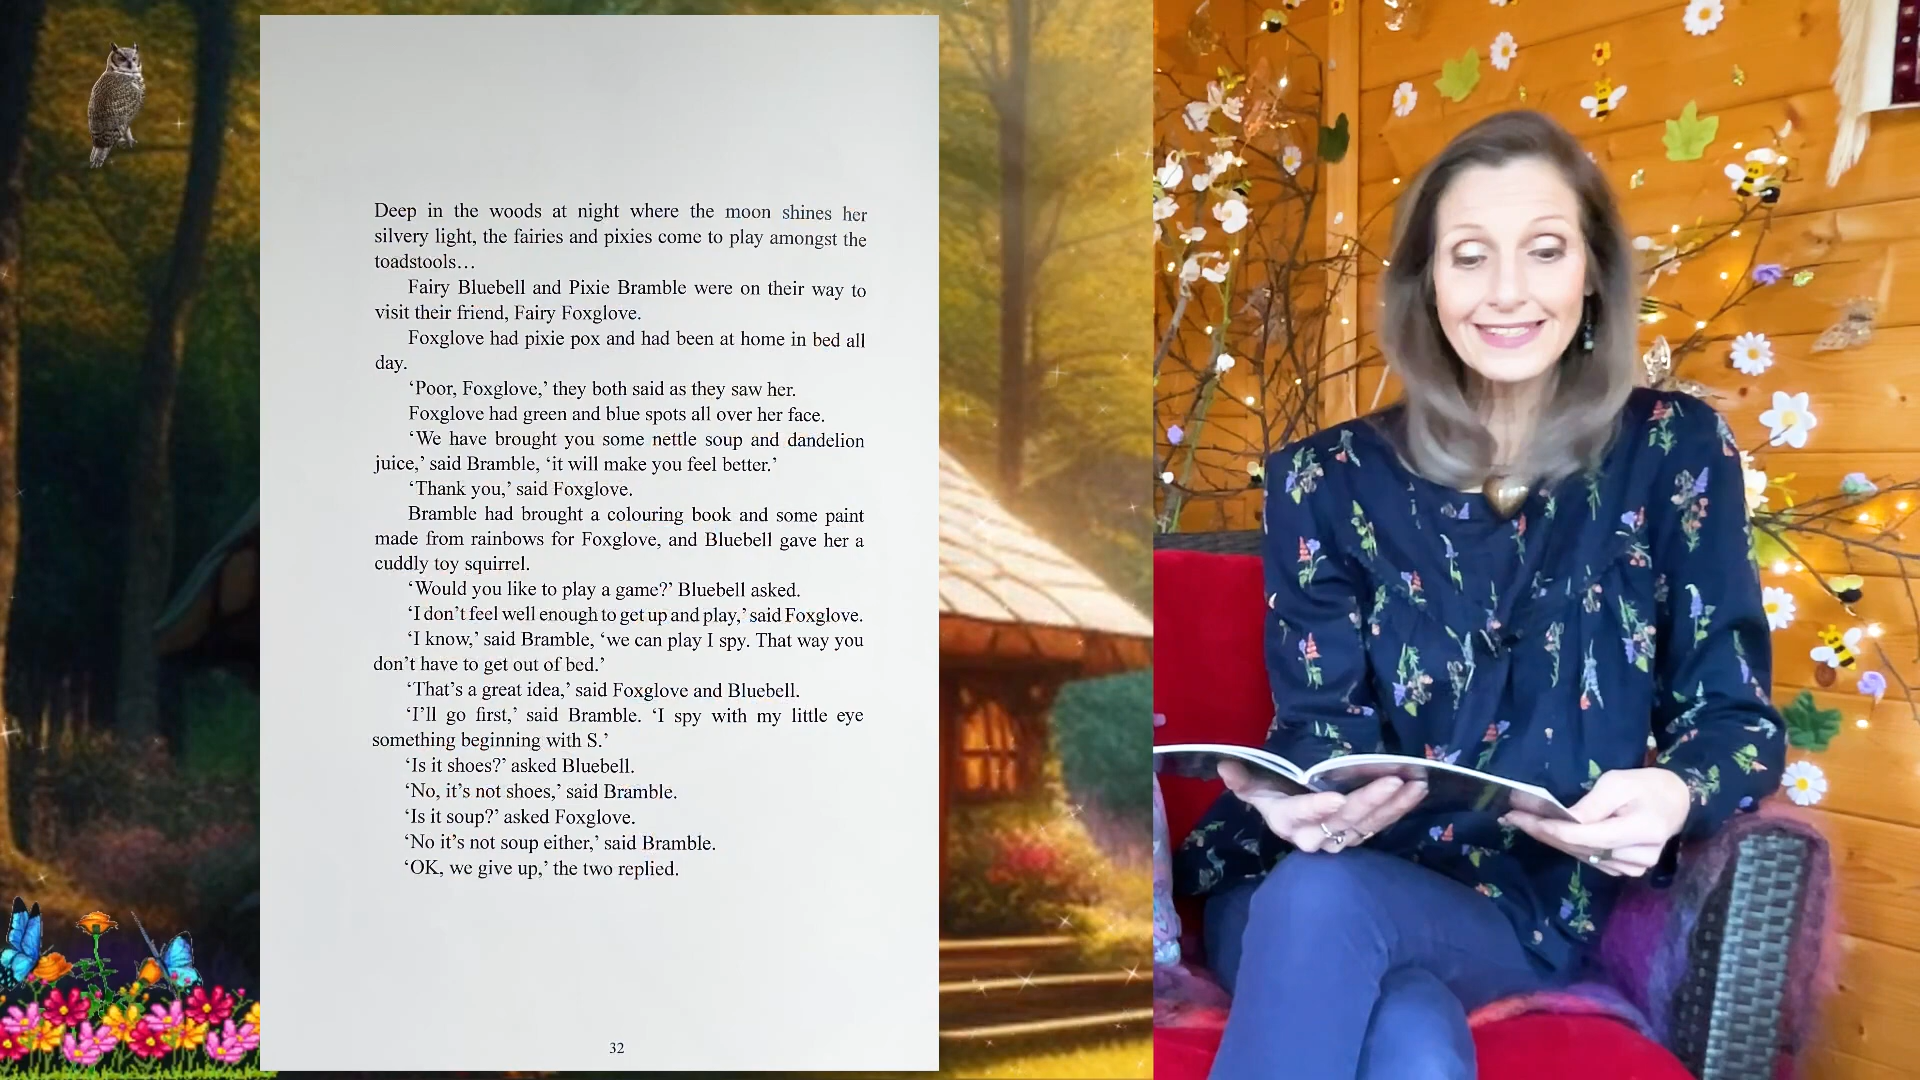 Deep in the woods at night where the moon shines her
silvery light, the fairies and pixies come to play amongst the
toadstools…
Fairy Bluebell and Pixie Bramble were on their way to
visit their friend, Fairy Foxglove.
Foxglove had pixie pox and had been at home in bed all
day.
‘Poor, Foxglove,’ they both said as they saw her.
Foxglove had green and blue spots all over her face.
‘We have brought you some nettle soup and dandelion
juice,’ said Bramble, ‘it will make you feel better.’
‘Thank you,’ said Foxglove.
Bramble had brought a colouring book and some paint
made from rainbows for Foxglove, and Bluebell gave her a
cuddly toy squirrel.
‘Would you like to play a game?’ Bluebell asked.
‘I don’t feel well enough to get up and play,’ said Foxglove.
‘I know,’ said Bramble, ‘we can play I spy. That way you
don’t have to get out of bed.’
‘That’s a great idea,’ said Foxglove and Bluebell.
‘I’ll go first,’ said Bramble. ‘I spy with my little eye
something beginning with S.’
‘Is it shoes?’ asked Bluebell.
‘No, it’s not shoes,’ said Bramble.
‘Is it soup?’ asked Foxglove.
‘No it’s not soup either,’ said Bramble.
‘OK, we give up,’ the two replied.
32